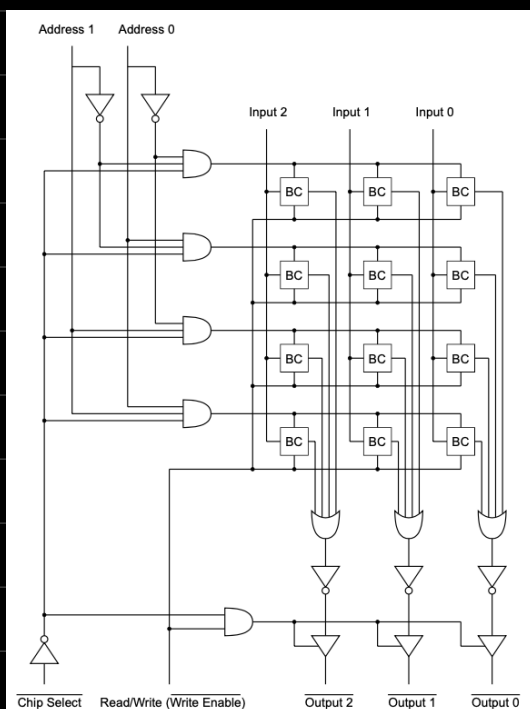 Address 1 Address 0
Input 2 Input 1 Input 0
BC BC BC
BC BC BC
BC BC BC
BC BC BC
Chip Select Read/Write (Write Enable) Output 2 Output 1 Output 0